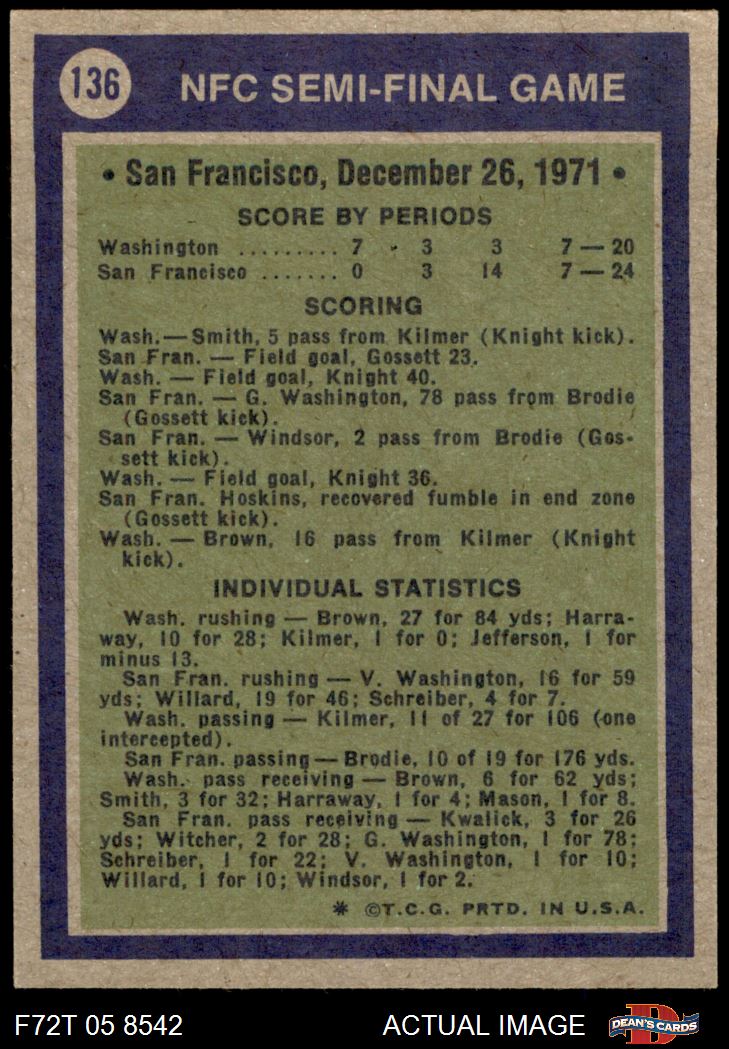 136 NFC SEMI-FINAL GAME
• San Francisco, December 26, 1971 •
SCORE BY PERIODS
Washington ......... 7 3 3 7 — 20
San Francisco ....... 0 3 14 7 — 24
SCORING
Wash. — Smith, 5 pass from Kilmer (Knight kick).
San Fran. — Field goal, Gossett 23.
Wash. — Field goal, Knight 40.
San Fran. — G. Washington, 78 pass from Brodie
(Gossett kick).
San Fran. — Windsor, 2 pass from Brodie (Gos-
sett kick).
Wash. — Field goal, Knight 36.
San Fran. Hoskins, recovered fumble in end zone
(Gossett kick).
Wash. — Brown, 16 pass from Kilmer (Knight
kick).
INDIVIDUAL STATISTICS
Wash. rushing — Brown, 27 for 84 yds; Harra-
way, 10 for 28; Kilmer, 1 for 0; Jefferson, 1 for
minus 13.
San Fran. rushing — V. Washington, 16 for 59
yds; Willard, 19 for 46; Schreiber, 4 for 7.
Wash. passing — Kilmer, 11 of 27 for 106 (one
intercepted).
San Fran. passing — Brodie, 10 of 19 for 176 yds.
Wash. pass receiving — Brown, 6 for 62 yds;
Smith, 3 for 32; Harraway, 1 for 4; Mason, 1 for 8.
San Fran. pass receiving — Kwalick, 3 for 26
yds; Witcher, 2 for 28; G. Washington, 1 for 78;
Schreiber, 1 for 22; V. Washington, 1 for 10;
Willard, 1 for 10; Windsor, 1 for 2.
* ©T.C.G. PRTD. IN U.S.A.
F72T 05 8542 ACTUAL IMAGE D DEAN'S CARDS